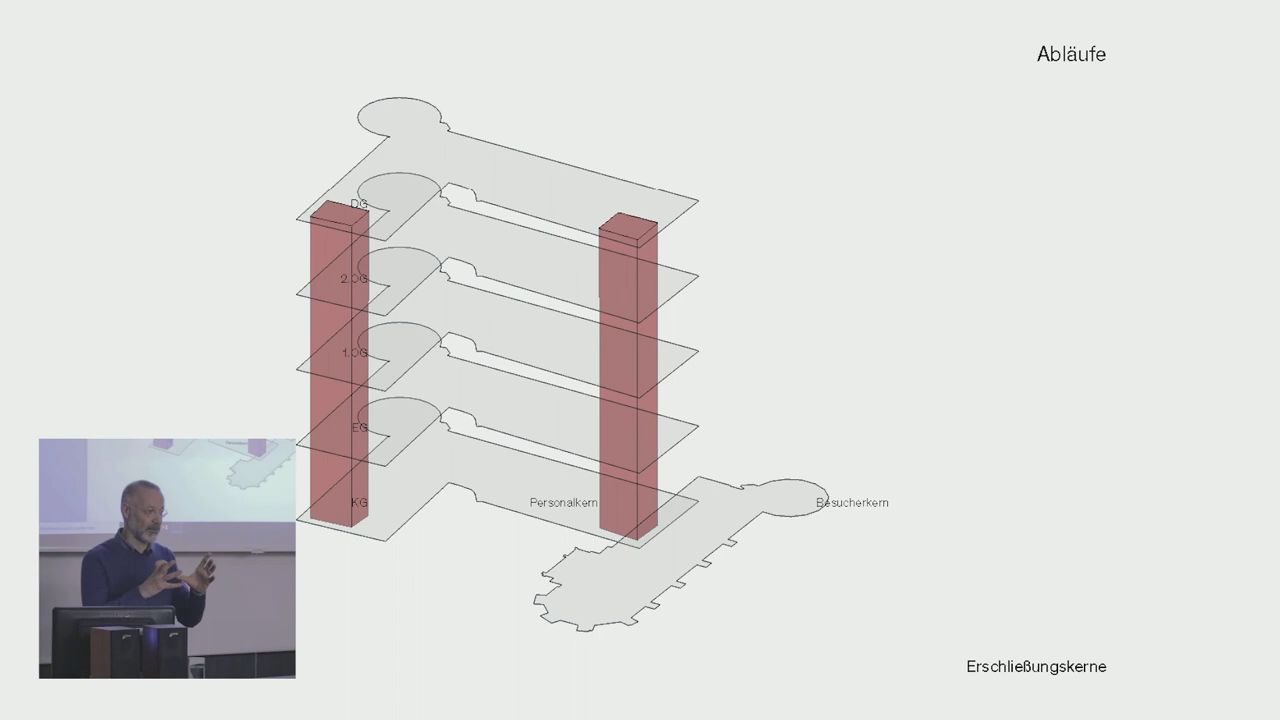 Abläufe
DG
2.OG
1.OG
EG
KG
Personalkern
Besucherkern
Erschließungskerne